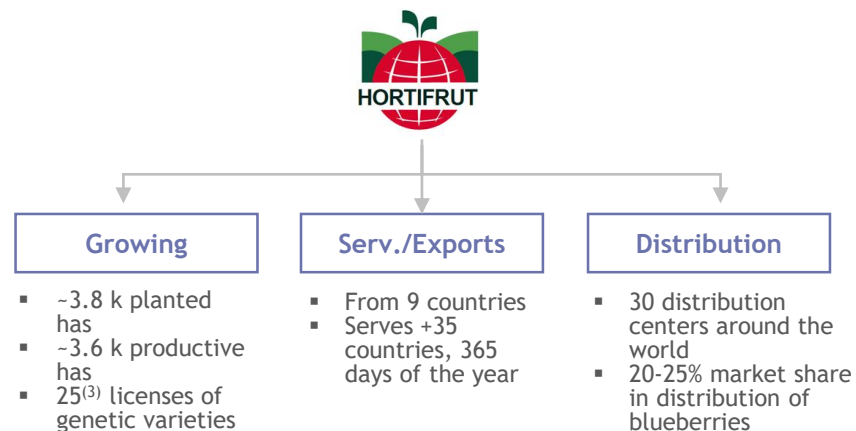 HORTIFRUT
Growing
▪ ~3.8 k planted
has
▪ ~3.6 k productive
has
▪ 25(3) licenses of
genetic varieties
Serv./Exports
▪ From 9 countries
▪ Serves +35
countries, 365
days of the year
Distribution
▪ 30 distribution
centers around the
world
▪ 20-25% market share
in distribution of
blueberries